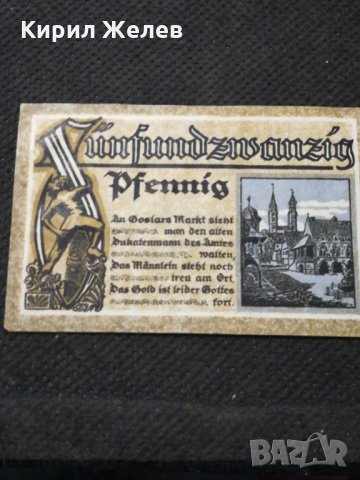 Кирил Желев
Fünfundzwanzig
Pfennig
An Goslars Markt sieht
man den alten
Dukatenmann des Amtes
walten,
Das Männlein steht noch
treu am Ort,
Das Gold ist leider Gottes
fort.
BAZAR